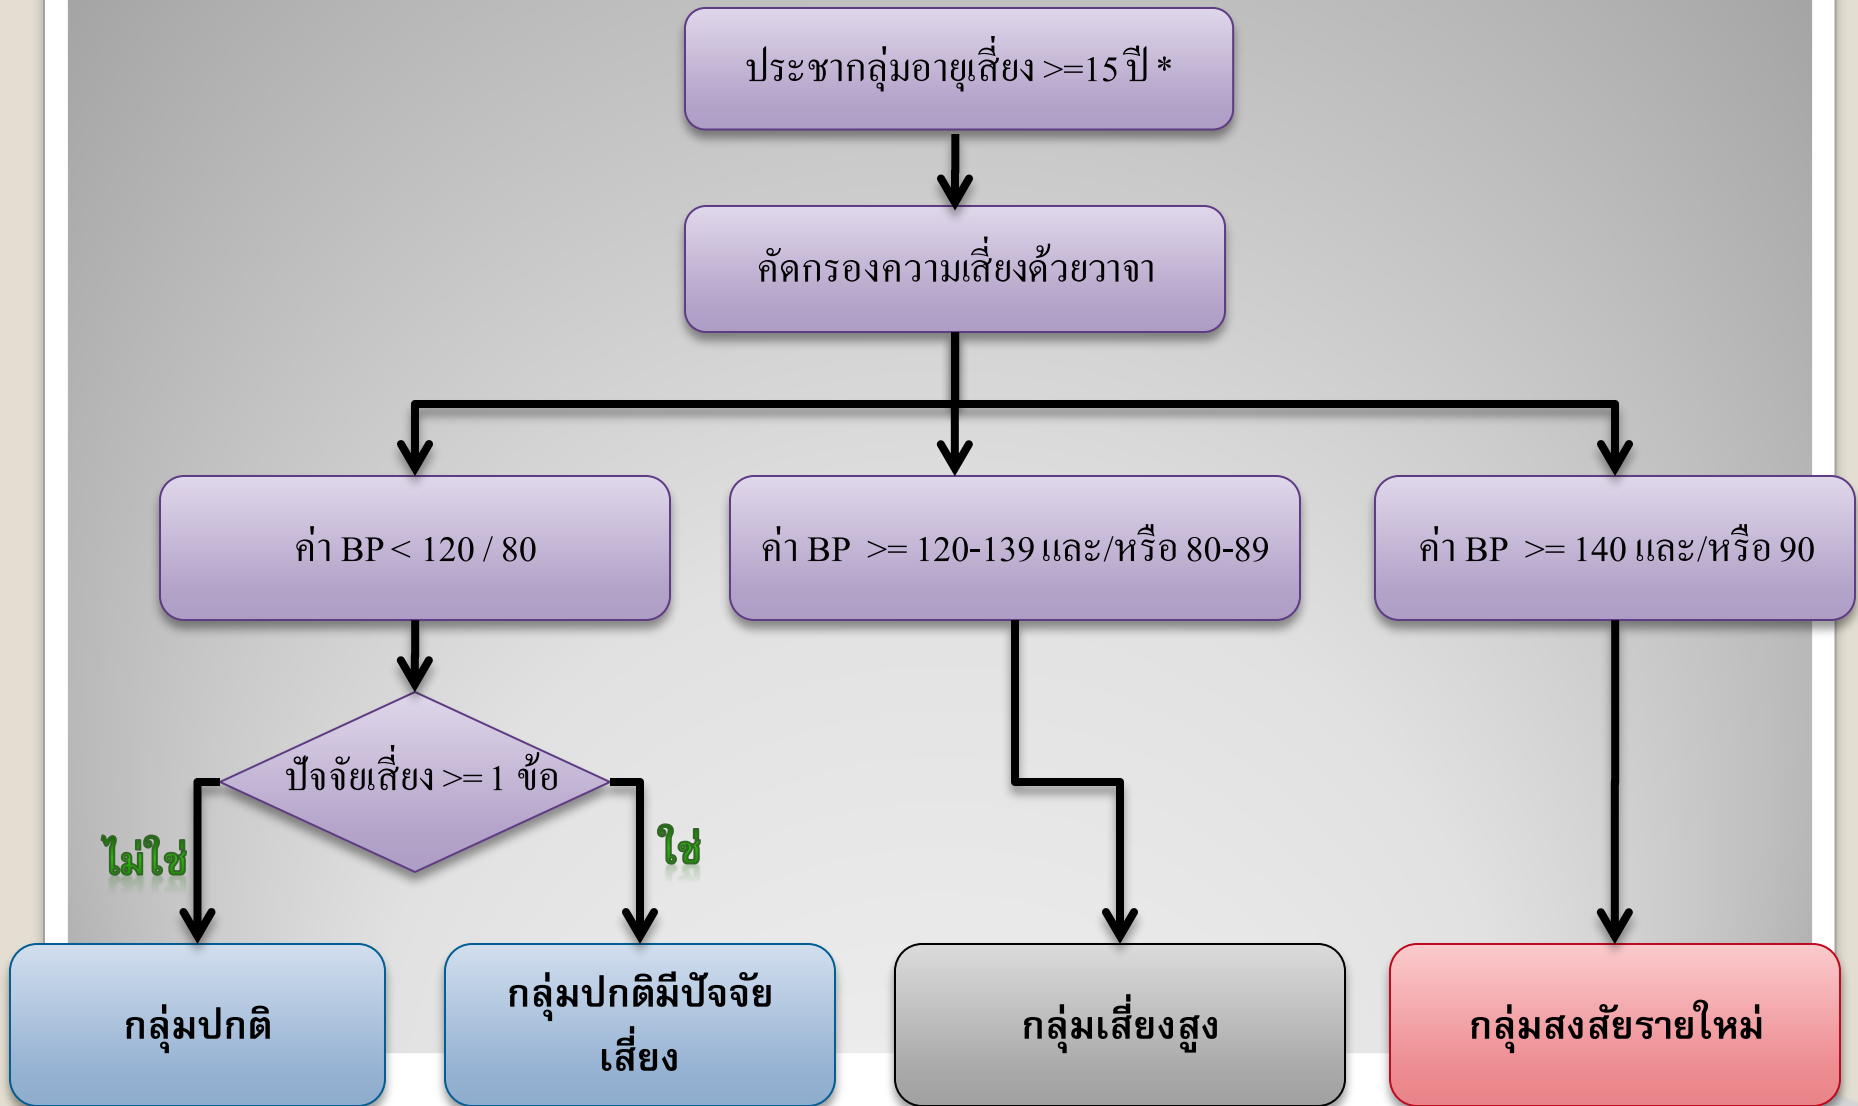 ประชากลุ่มอายุเสี่ยง >=15 ปี *
คัดกรองความเสี่ยงด้วยวาจา
ค่า BP < 120 / 80
ค่า BP >= 120-139 และ/หรือ 80-89
ค่า BP >= 140 และ/หรือ 90
ปัจจัยเสี่ยง >= 1 ข้อ
ไม่ใช่
ใช่
กลุ่มปกติ
กลุ่มปกติมีปัจจัย
เสี่ยง
กลุ่มเสี่ยงสูง
กลุ่มสงสัยรายใหม่